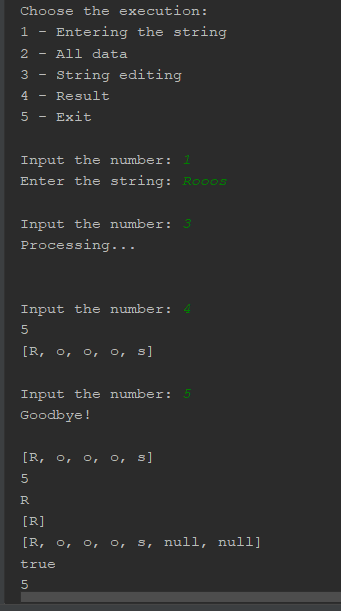 Choose the execution:
1 - Entering the string
2 - All data
3 - String editing
4 - Result
5 - Exit
Input the number: 1
Enter the string: Rooos
Input the number: 3
Processing...
Input the number: 4
5
[R, o, o, o, s]
Input the number: 5
Goodbye!
[R, o, o, o, s]
5
R
[R]
[R, o, o, o, s, null, null]
true
5